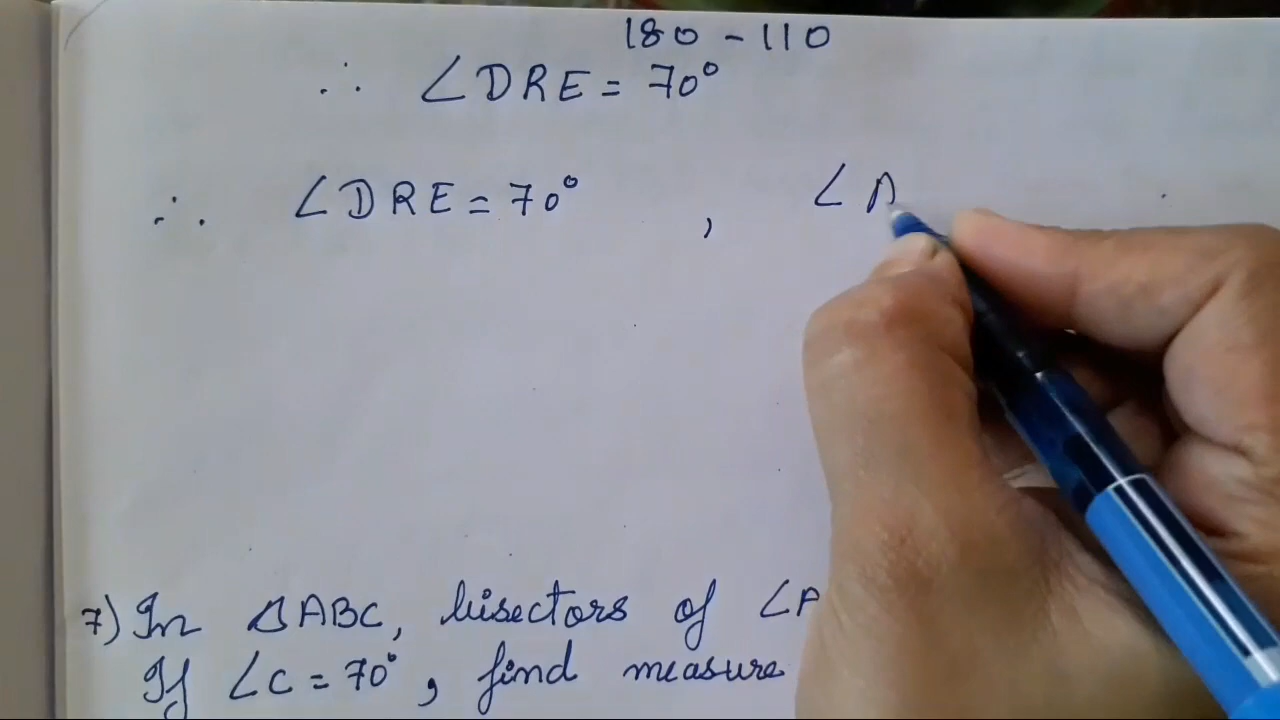 180 - 110
∴ ∠DRE = 70°
∴ ∠DRE = 70° , ∠A
7) In △ABC, bisectors of ∠A
If ∠C = 70°, find measure